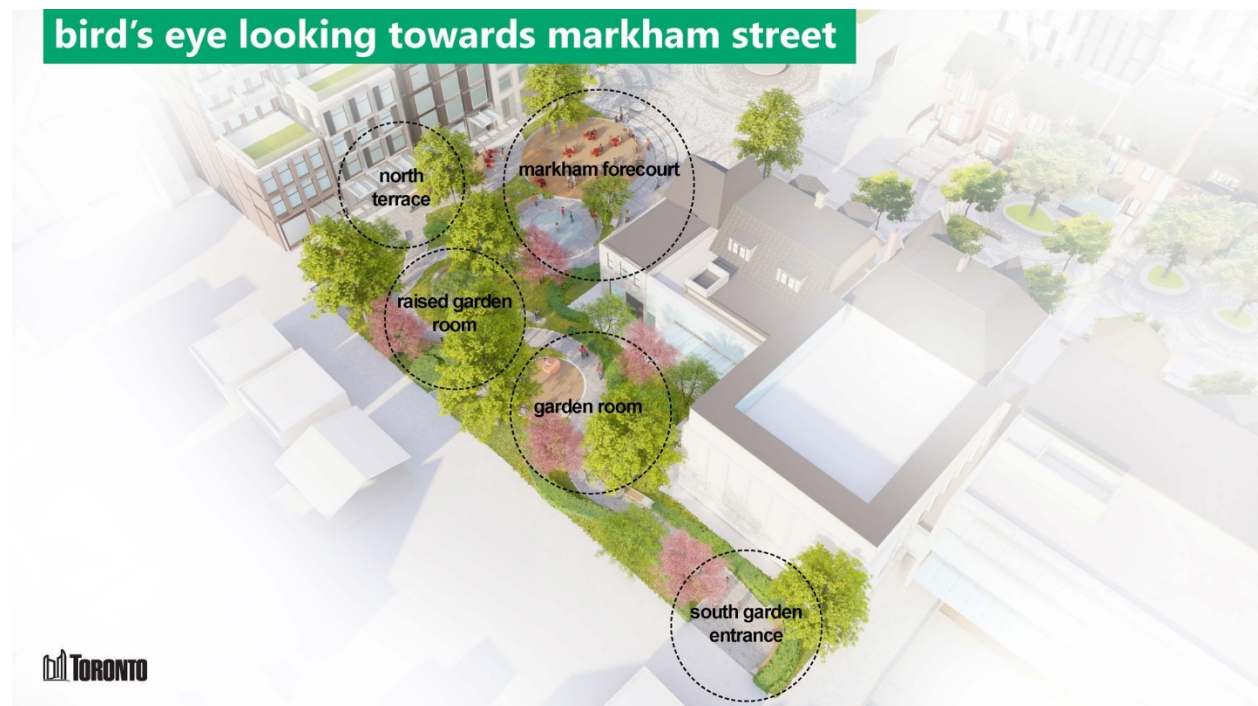 bird's eye looking towards markham street
north
terrace
markham forecourt
raised garden
room
garden room
south garden
entrance
TORONTO